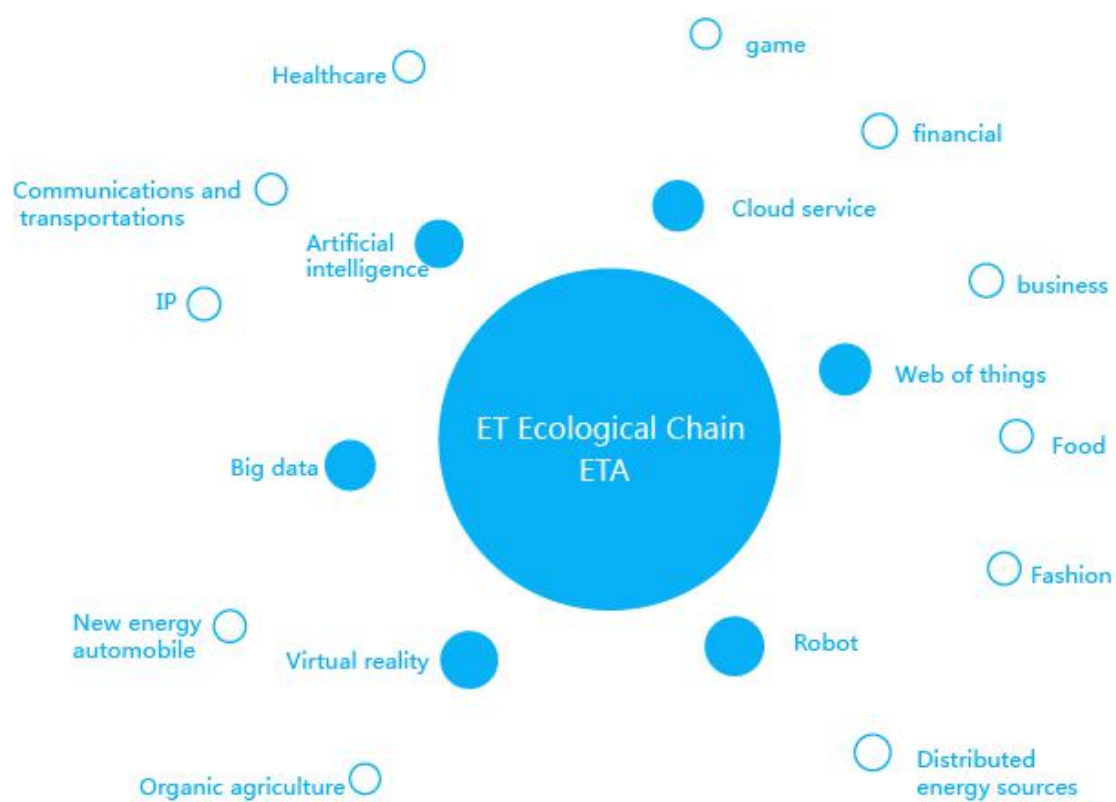 game
Healthcare
financial
Communications and
transportations
Cloud service
Artificial
intelligence
business
IP
Web of things
ET Ecological Chain
ETA
Food
Big data
Fashion
New energy
automobile
Robot
Virtual reality
Distributed
energy sources
Organic agriculture